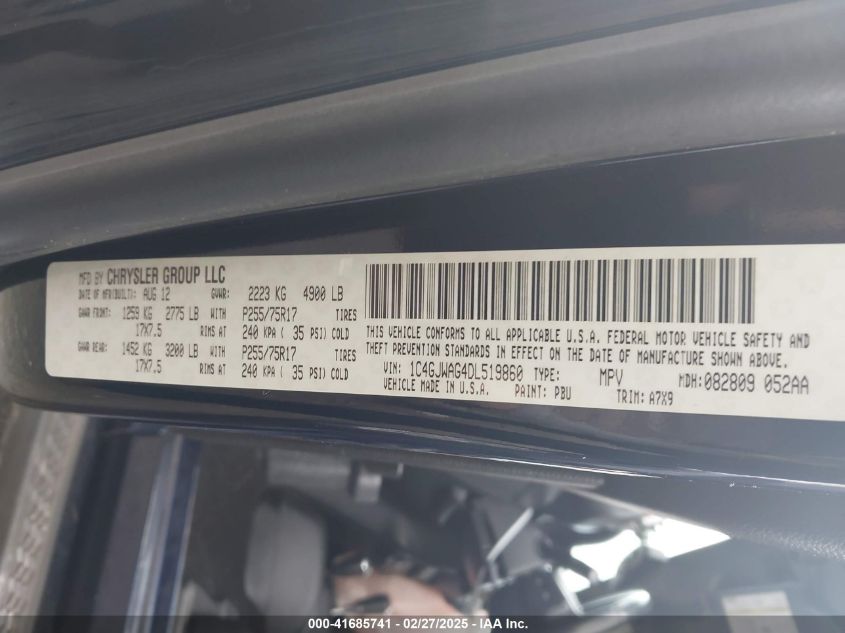 MFD BY CHRYSLER GROUP LLC
DATE OF MFR(BUILT): AUG 12 GVWR: 2223 KG 4900 LB
GAWR FRONT: 1259 KG 2775 LB WITH P255/75R17 TIRES
17X7.5 RIMS AT 240 KPA ( 35 PSI) COLD
GAWR REAR: 1452 KG 3200 LB WITH P255/75R17 TIRES
17X7.5 RIMS AT 240 KPA ( 35 PSI) COLD
THIS VEHICLE CONFORMS TO ALL APPLICABLE U.S.A. FEDERAL MOTOR VEHICLE SAFETY AND
THEFT PREVENTION STANDARDS IN EFFECT ON THE DATE OF MANUFACTURE SHOWN ABOVE.
VIN: 1C4GJWAG4DL519860 TYPE: MPV MDH:082809 052AA
VEHICLE MADE IN U.S.A. PAINT: PBU TRIM: A7X9
000-41685741 - 02/27/2025 - IAA Inc.